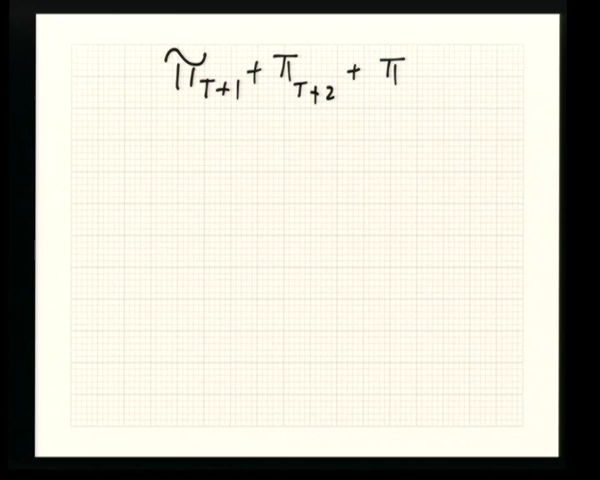 π_{T+1} + π_{T+2} + π